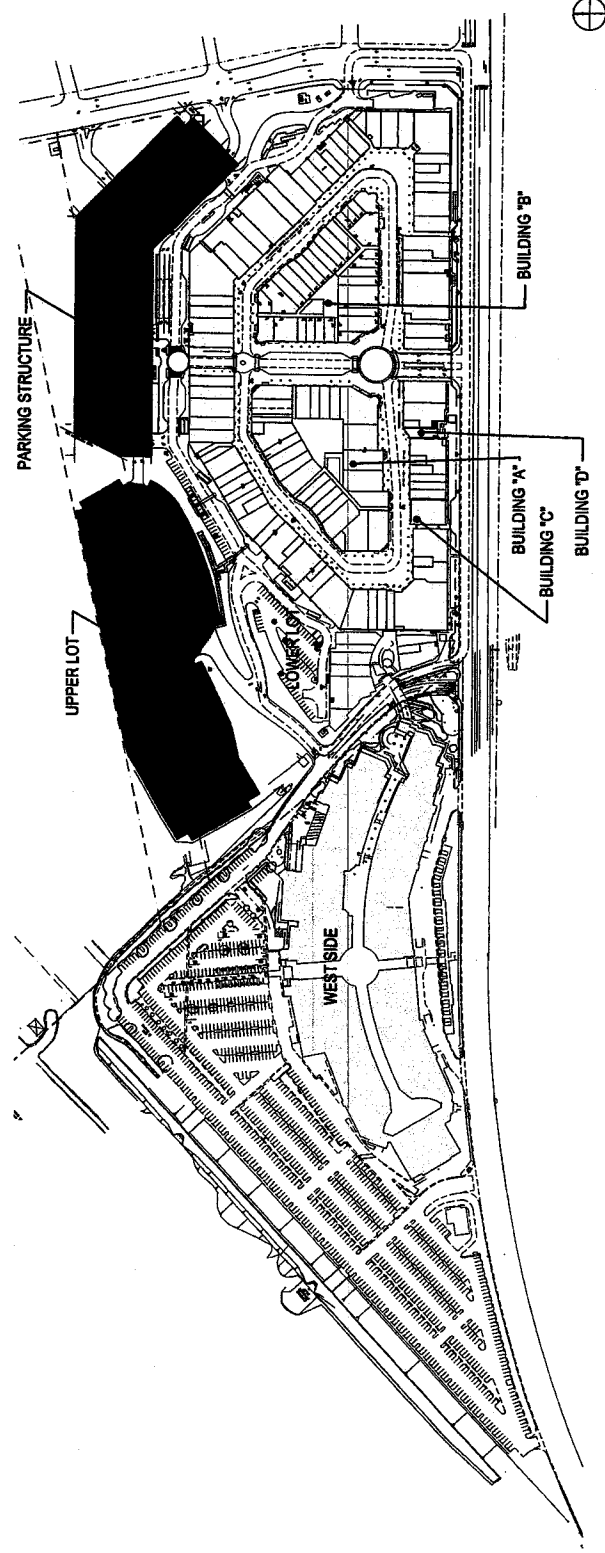 PARKING STRUCTURE
UPPER LOT
LOWER LOT
WEST SIDE
BUILDING "B"
BUILDING "A"
BUILDING "C"
BUILDING "D"